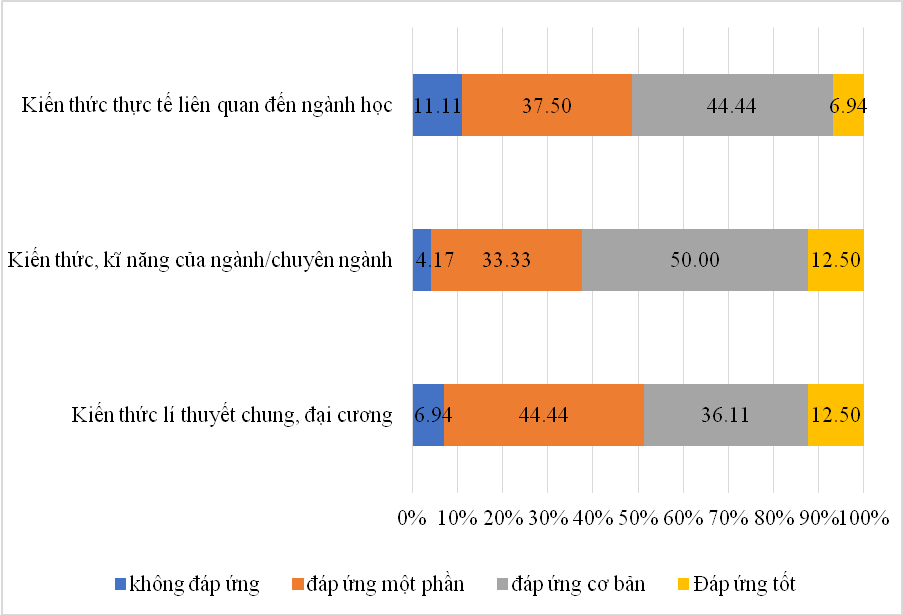 Kiến thức thực tế liên quan đến ngành học
11.11 37.50 44.44 6.94
Kiến thức, kĩ năng của ngành/chuyên ngành
4.17 33.33 50.00 12.50
Kiến thức lí thuyết chung, đại cương
6.94 44.44 36.11 12.50
0% 10% 20% 30% 40% 50% 60% 70% 80% 90% 100%
không đáp ứng đáp ứng một phần đáp ứng cơ bản Đáp ứng tốt